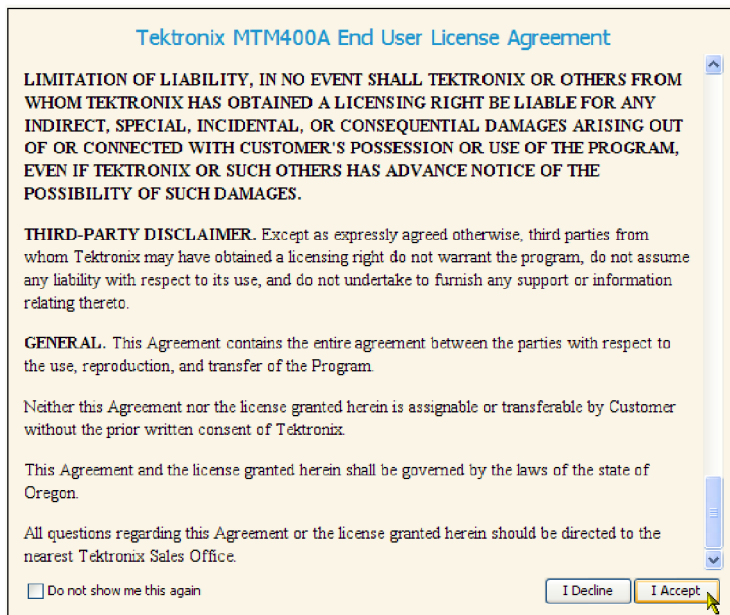 Tektronix MTM400A End User License Agreement
LIMITATION OF LIABILITY, IN NO EVENT SHALL TEKTRONIX OR OTHERS FROM
WHOM TEKTRONIX HAS OBTAINED A LICENSING RIGHT BE LIABLE FOR ANY
INDIRECT, SPECIAL, INCIDENTAL, OR CONSEQUENTIAL DAMAGES ARISING OUT
OF OR CONNECTED WITH CUSTOMER'S POSSESSION OR USE OF THE PROGRAM,
EVEN IF TEKTRONIX OR SUCH OTHERS HAS ADVANCE NOTICE OF THE
POSSIBILITY OF SUCH DAMAGES.
THIRD-PARTY DISCLAIMER. Except as expressly agreed otherwise, third parties from
whom Tektronix may have obtained a licensing right do not warrant the program, do not assume
any liability with respect to its use, and do not undertake to furnish any support or information
relating thereto.
GENERAL. This Agreement contains the entire agreement between the parties with respect to
the use, reproduction, and transfer of the Program.
Neither this Agreement nor the license granted herein is assignable or transferable by Customer
without the prior written consent of Tektronix.
This Agreement and the license granted herein shall be governed by the laws of the state of
Oregon.
All questions regarding this Agreement or the license granted herein should be directed to the
nearest Tektronix Sales Office.
Do not show me this again
I Decline
I Accept